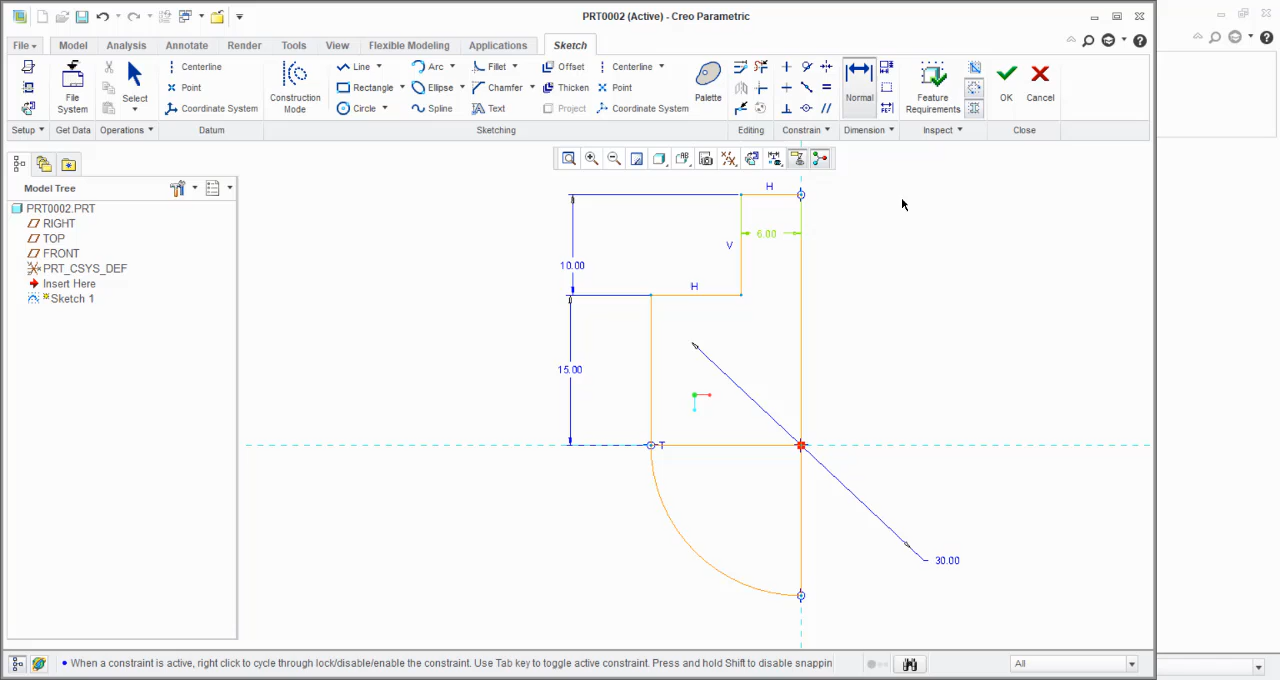 PRT0002 (Active) - Creo Parametric
File Model Analysis Annotate Render Tools View Flexible Modeling Applications Sketch
File System
Select
Centerline
Point
Coordinate System
Construction Mode
Line Arc Fillet Offset Centerline
Rectangle Ellipse Chamfer Thicken Point
Circle Spline Text Project Coordinate System
Palette
Normal
Feature Requirements
OK
Cancel
Setup Get Data Operations Datum Sketching Editing Constrain Dimension Inspect Close
Model Tree
PRT0002.PRT
RIGHT
TOP
FRONT
PRT_CSYS_DEF
Insert Here
Sketch 1
H
6.00
V
10.00
H
15.00
T
30.00
When a constraint is active, right click to cycle through lock/disable/enable the constraint. Use Tab key to toggle active constraint. Press and hold Shift to disable snappin
All